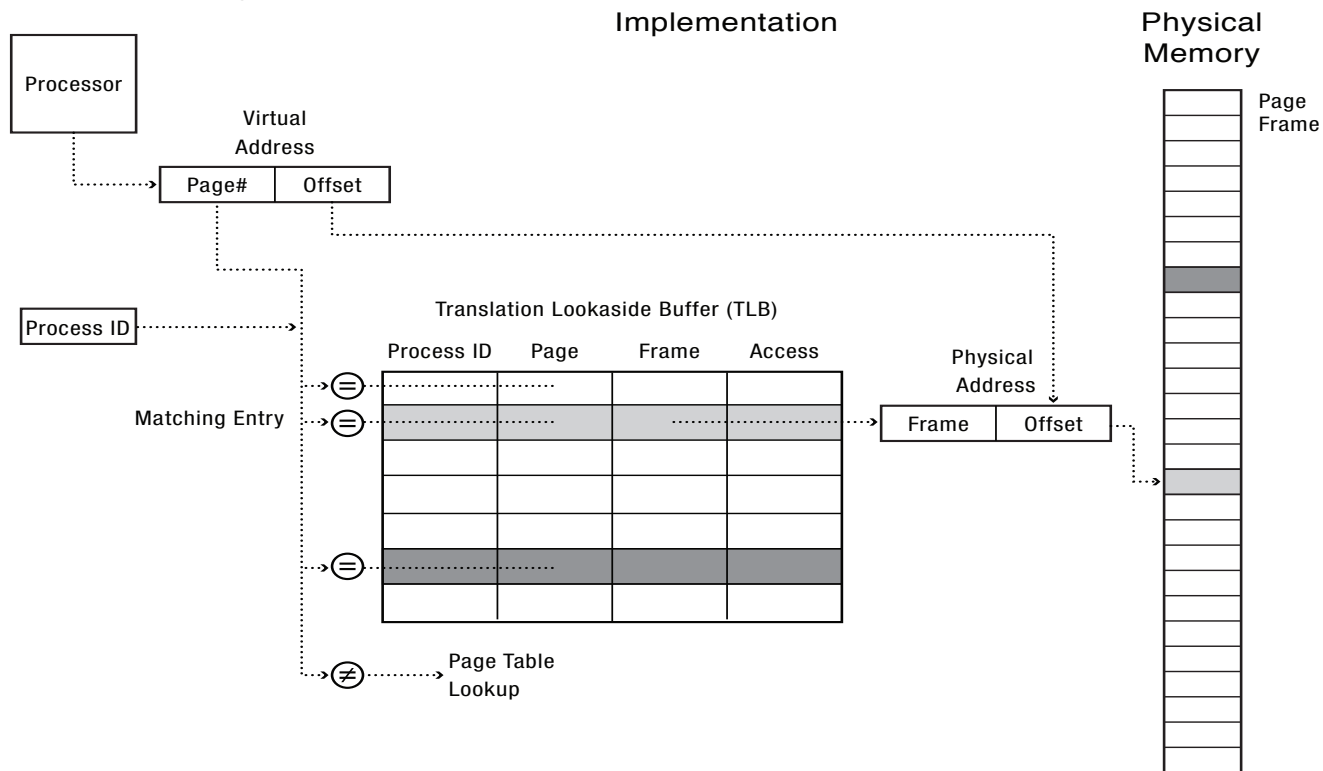 Implementation
Physical
Memory
Processor
Page
Frame
Virtual
Address
Page# Offset
Process ID
Translation Lookaside Buffer (TLB)
Process ID Page Frame Access
Physical
Address
=
Matching Entry
=
Frame Offset
=
≠
Page Table
Lookup